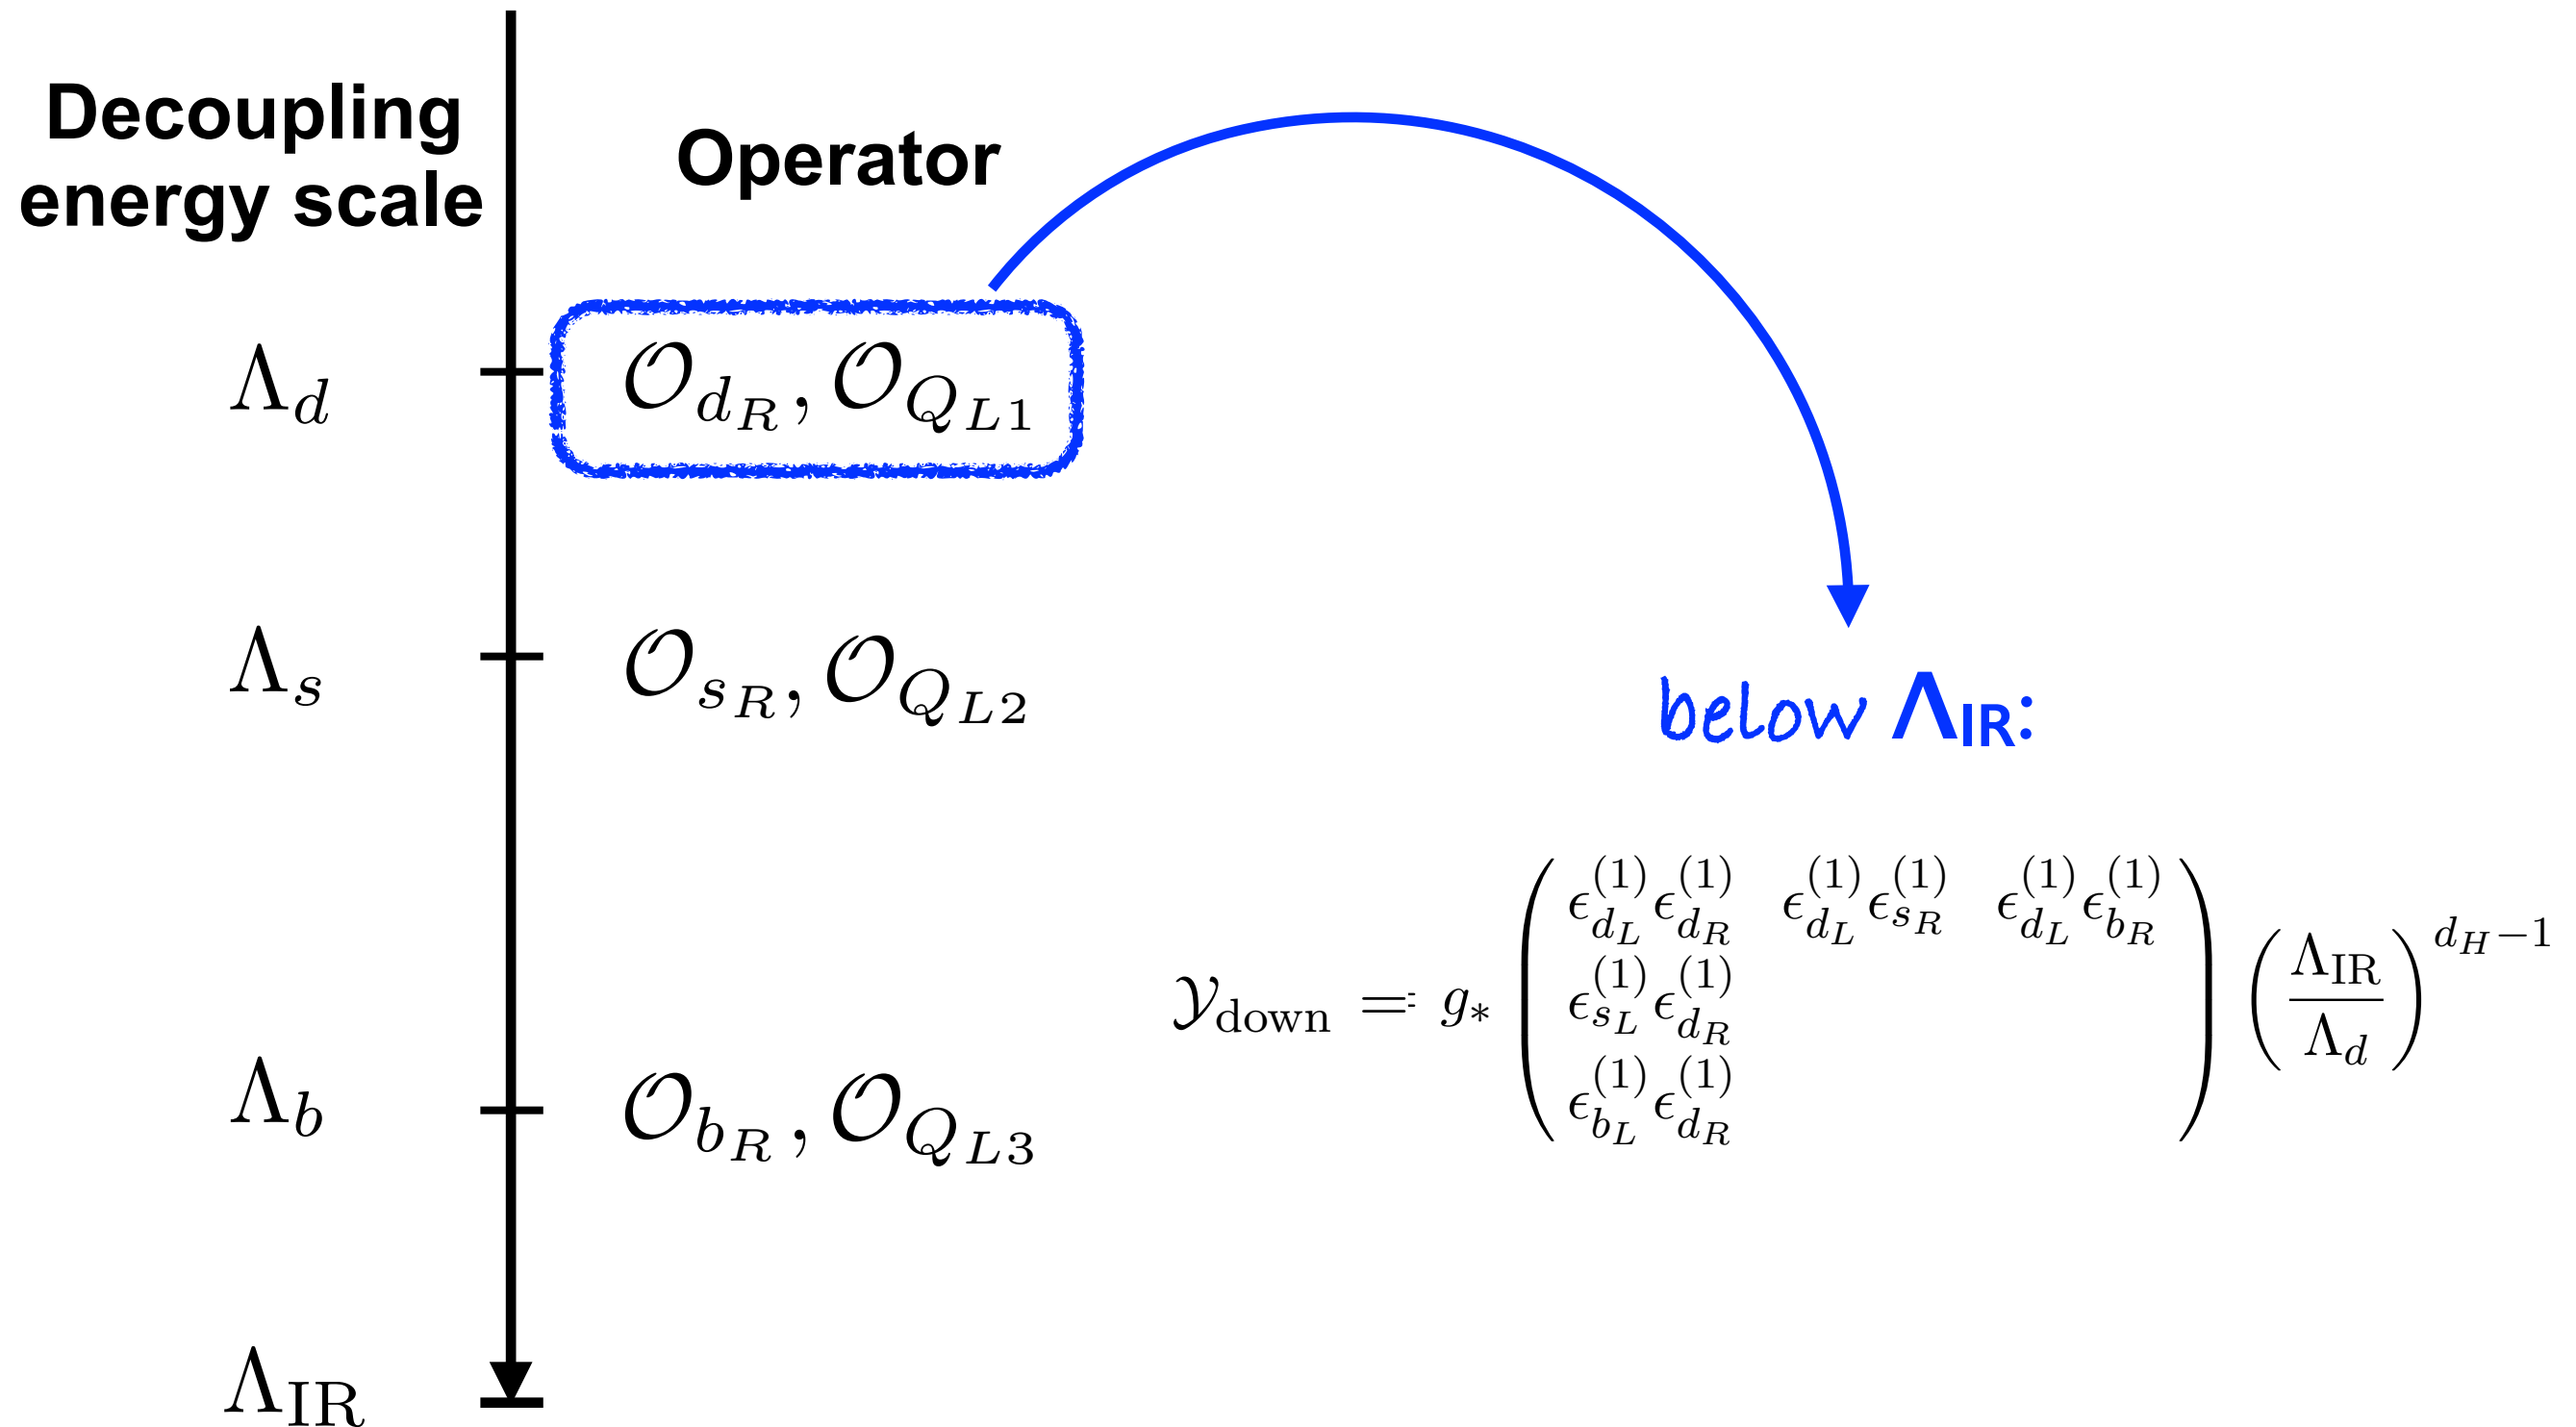 Decoupling
energy scale
Operator
Λ_d
𝒪_{d_R}, 𝒪_{Q_{L1}}
Λ_s
𝒪_{s_R}, 𝒪_{Q_{L2}}
below Λ_IR:
𝒴_down = g_* ( ϵ_{d_L}^{(1)} ϵ_{d_R}^{(1)} ϵ_{d_L}^{(1)} ϵ_{s_R}^{(1)} ϵ_{d_L}^{(1)} ϵ_{b_R}^{(1)}
ϵ_{s_L}^{(1)} ϵ_{d_R}^{(1)}
ϵ_{b_L}^{(1)} ϵ_{d_R}^{(1)} ) (Λ_IR / Λ_d)^{d_H−1}
Λ_b
𝒪_{b_R}, 𝒪_{Q_{L3}}
Λ_IR